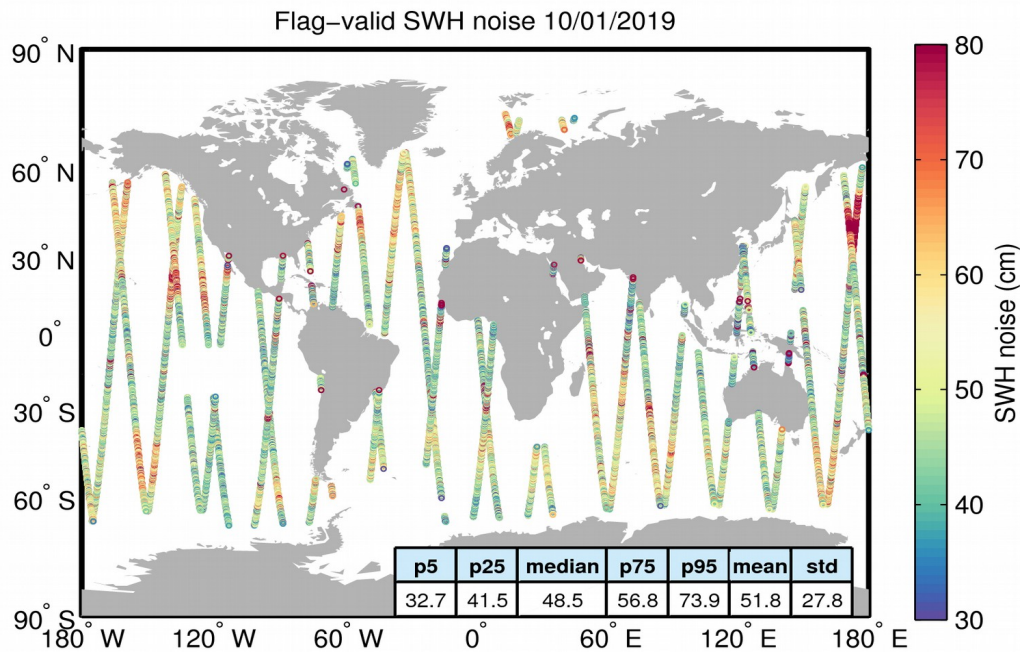 Flag−valid SWH noise 10/01/2019
90° N
60° N
30° N
0°
30° S
60° S
90° S
180° W
120° W
60° W
0°
60° E
120° E
180° E
80
70
60
50
40
30
SWH noise (cm)
p5 p25 median p75 p95 mean std
32.7 41.5 48.5 56.8 73.9 51.8 27.8